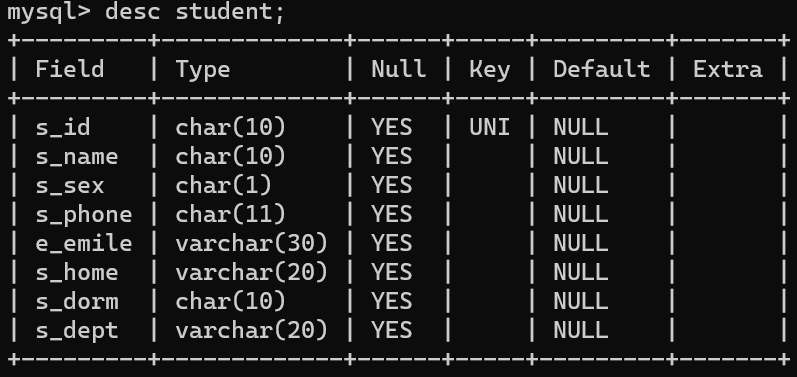 mysql> desc student;
+---------+-------------+------+-----+---------+-------+
| Field   | Type        | Null | Key | Default | Extra |
+---------+-------------+------+-----+---------+-------+
| s_id    | char(10)    | YES  | UNI | NULL    |       |
| s_name  | char(10)    | YES  |     | NULL    |       |
| s_sex   | char(1)     | YES  |     | NULL    |       |
| s_phone | char(11)    | YES  |     | NULL    |       |
| e_emile | varchar(30) | YES  |     | NULL    |       |
| s_home  | varchar(20) | YES  |     | NULL    |       |
| s_dorm  | char(10)    | YES  |     | NULL    |       |
| s_dept  | varchar(20) | YES  |     | NULL    |       |
+---------+-------------+------+-----+---------+-------+